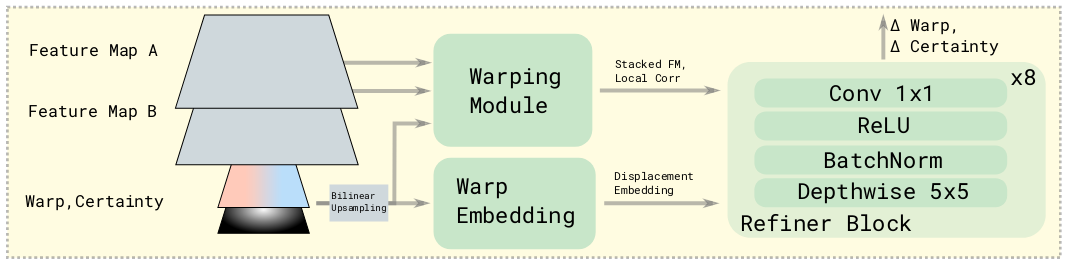 Feature Map A
Feature Map B
Warp,Certainty
Bilinear
Upsampling
Warping
Module
Warp
Embedding
Stacked FM,
Local Corr
Displacement
Embedding
Δ Warp,
Δ Certainty
x8
Conv 1x1
ReLU
BatchNorm
Depthwise 5x5
Refiner Block